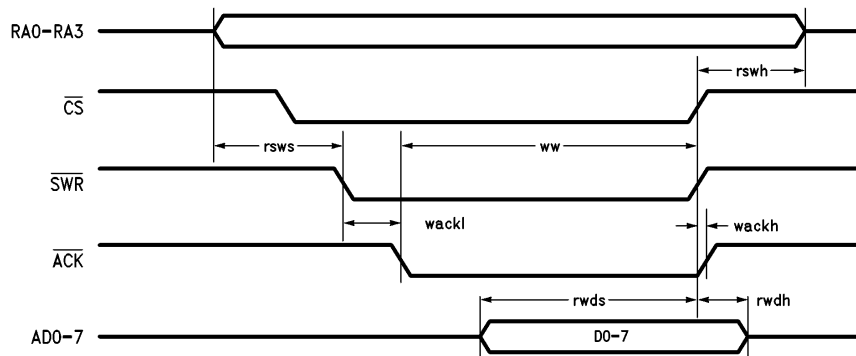 RA0-RA3
rswh
CS
rsws
ww
SWR
wackl
wackh
ACK
rwds
rwdh
AD0-7
D0-7